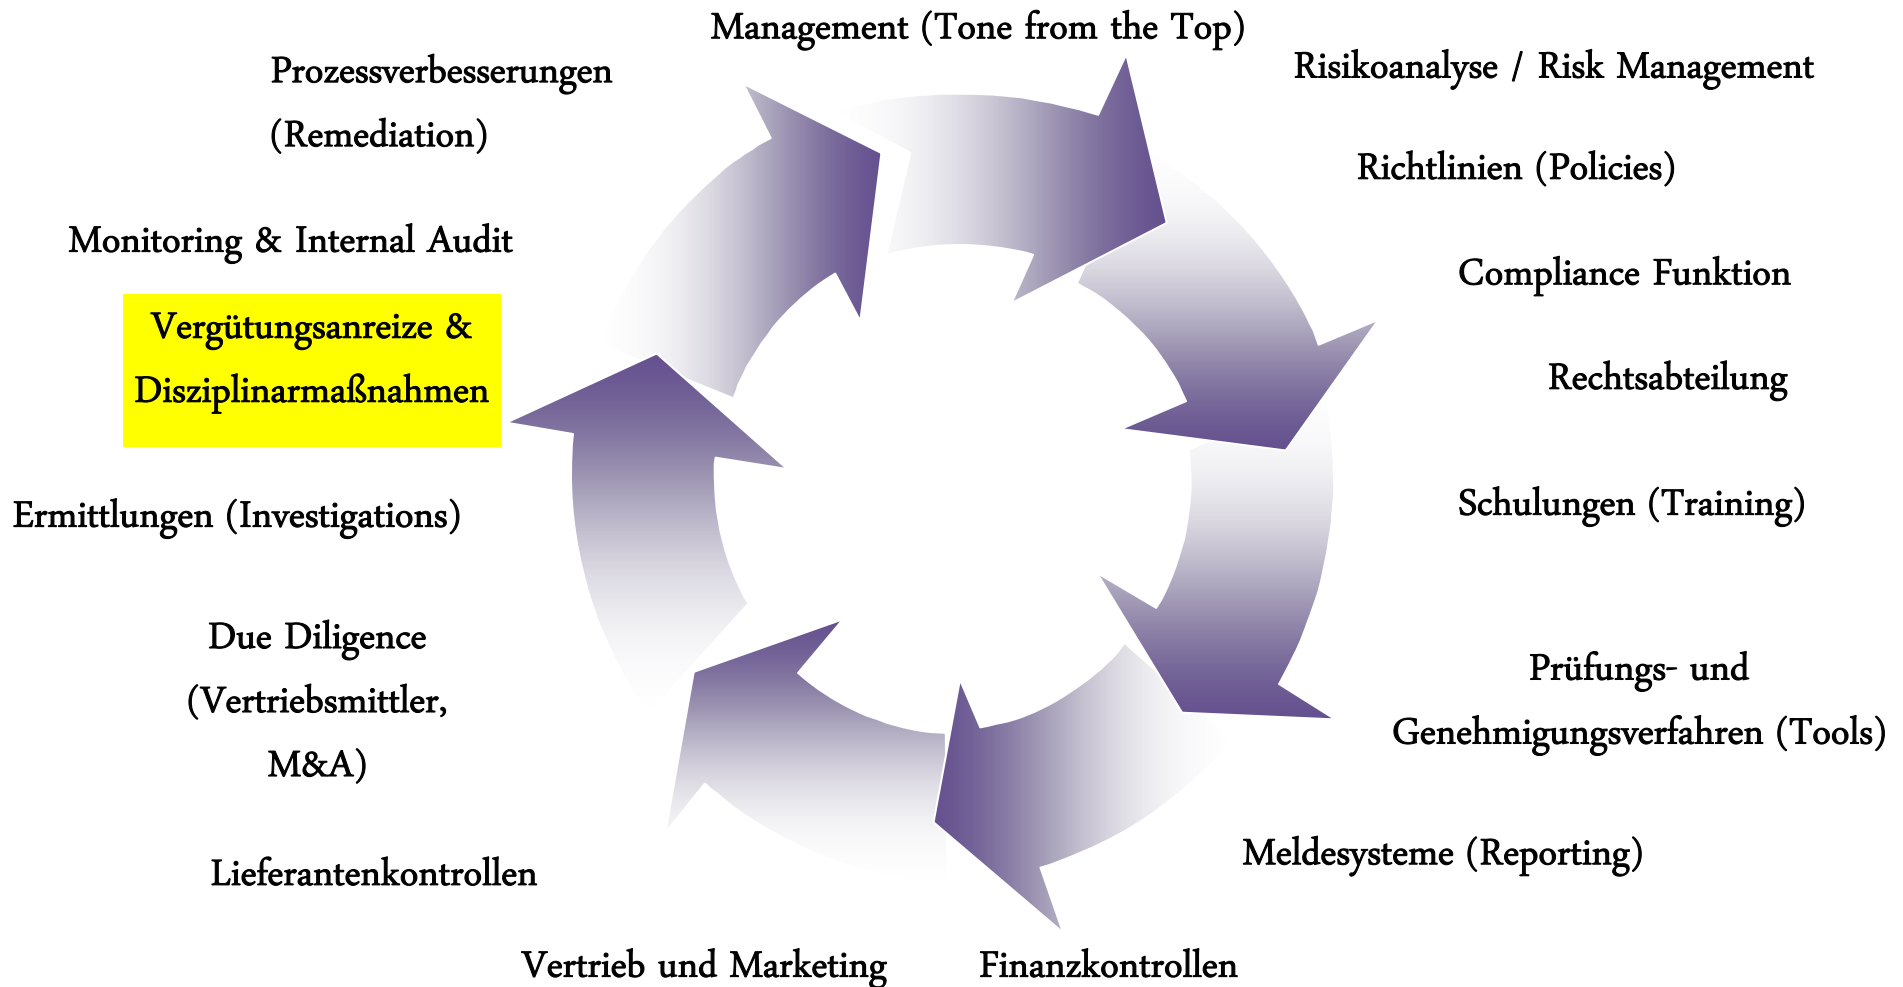 Management (Tone from the Top)
Risikoanalyse / Risk Management
Richtlinien (Policies)
Compliance Funktion
Rechtsabteilung
Schulungen (Training)
Prüfungs- und
Genehmigungsverfahren (Tools)
Meldesysteme (Reporting)
Finanzkontrollen
Vertrieb und Marketing
Lieferantenkontrollen
Due Diligence
(Vertriebsmittler,
M&A)
Ermittlungen (Investigations)
Vergütungsanreize &
Disziplinarmaßnahmen
Monitoring & Internal Audit
Prozessverbesserungen
(Remediation)